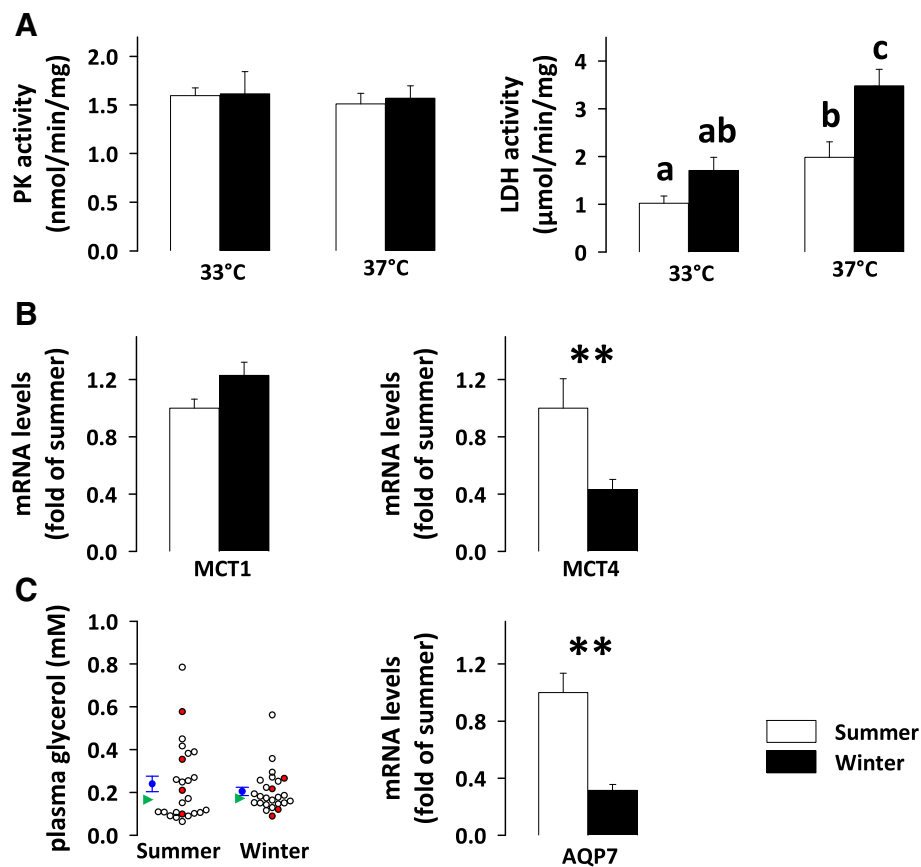 A
PK activity
(nmol/min/mg)
2.0
1.5
1.0
0.5
0.0
33°C
37°C
LDH activity
(µmol/min/mg)
4
3
2
1
0
a
ab
b
c
33°C
37°C
B
mRNA levels
(fold of summer)
1.2
0.8
0.4
0.0
MCT1
mRNA levels
(fold of summer)
1.2
0.8
0.4
0.0
**
MCT4
C
plasma glycerol (mM)
1.0
0.8
0.6
0.4
0.2
0.0
Summer
Winter
mRNA levels
(fold of summer)
1.2
0.8
0.4
0.0
**
AQP7
Summer
Winter